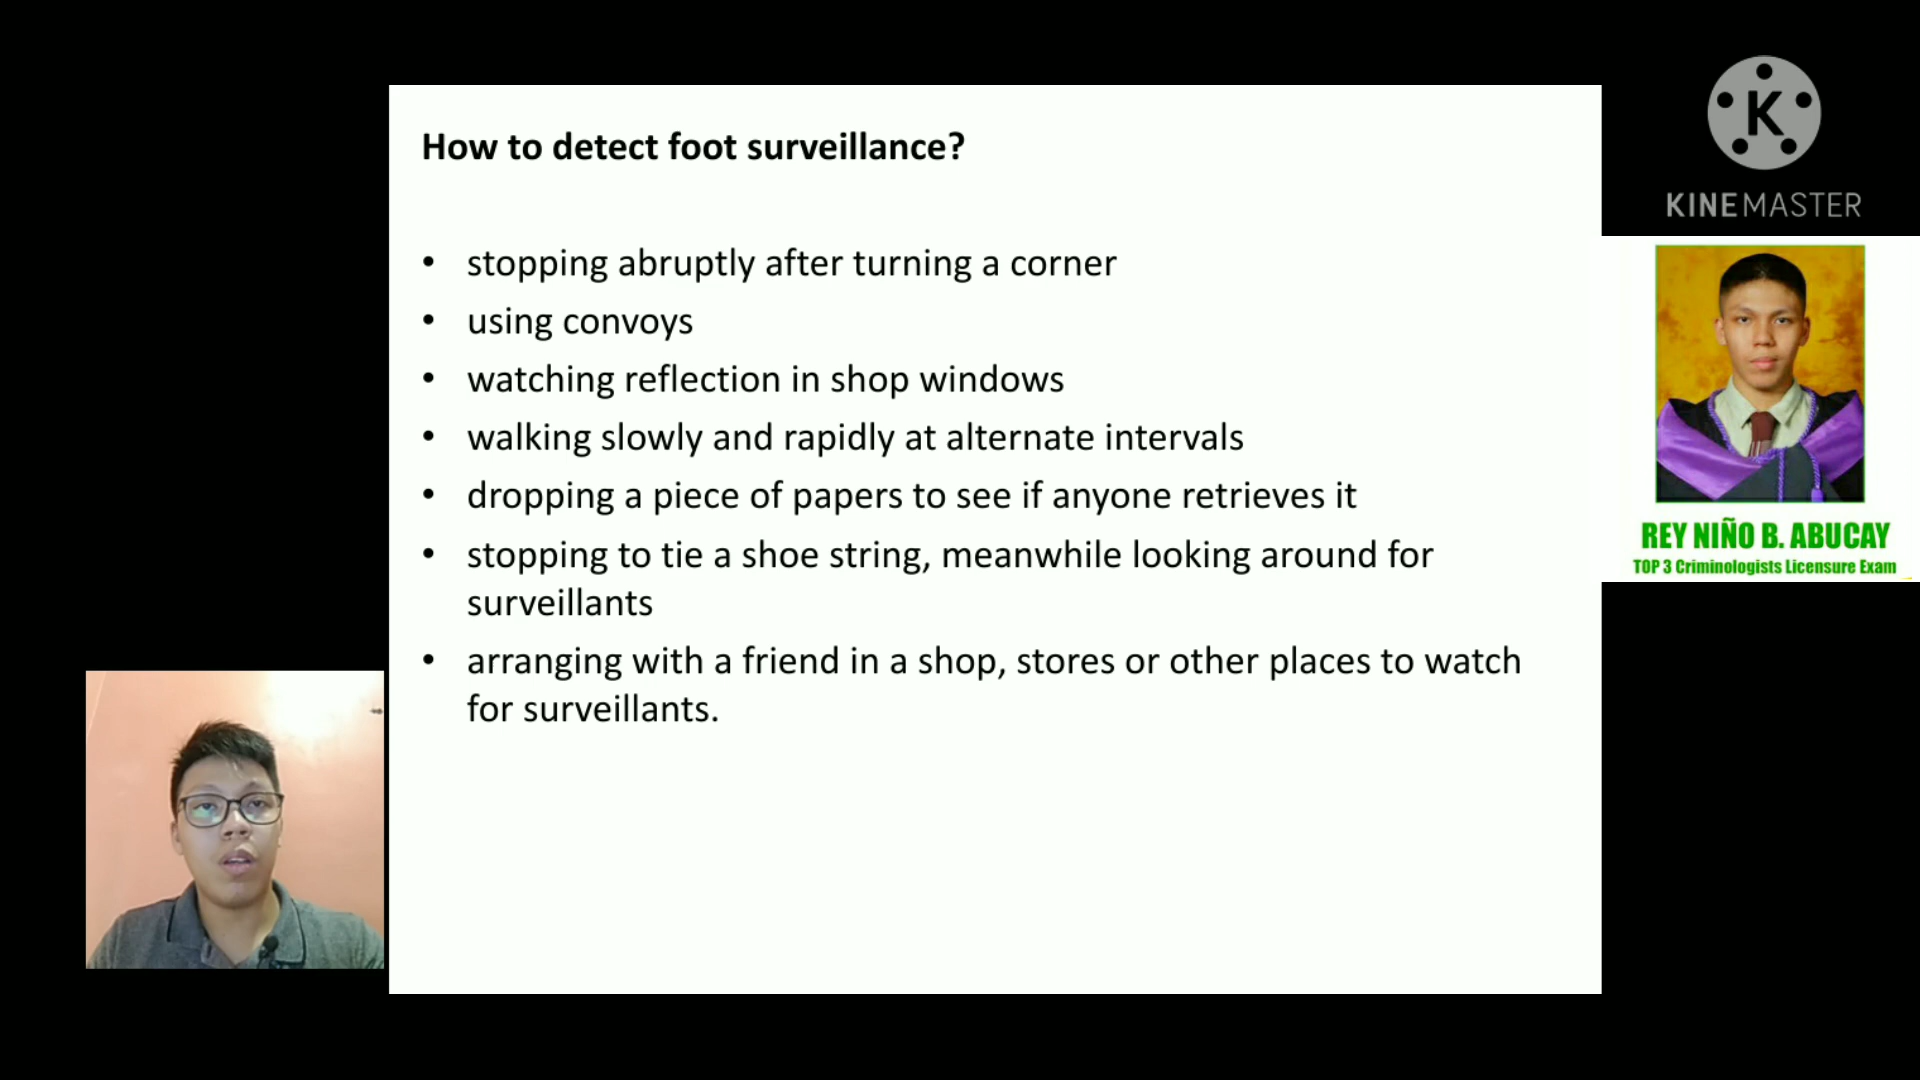 How to detect foot surveillance?
• stopping abruptly after turning a corner
• using convoys
• watching reflection in shop windows
• walking slowly and rapidly at alternate intervals
• dropping a piece of papers to see if anyone retrieves it
• stopping to tie a shoe string, meanwhile looking around for
surveillants
• arranging with a friend in a shop, stores or other places to watch
for surveillants.
K
KINEMASTER
REY NIÑO B. ABUCAY
TOP 3 Criminologists Licensure Exam